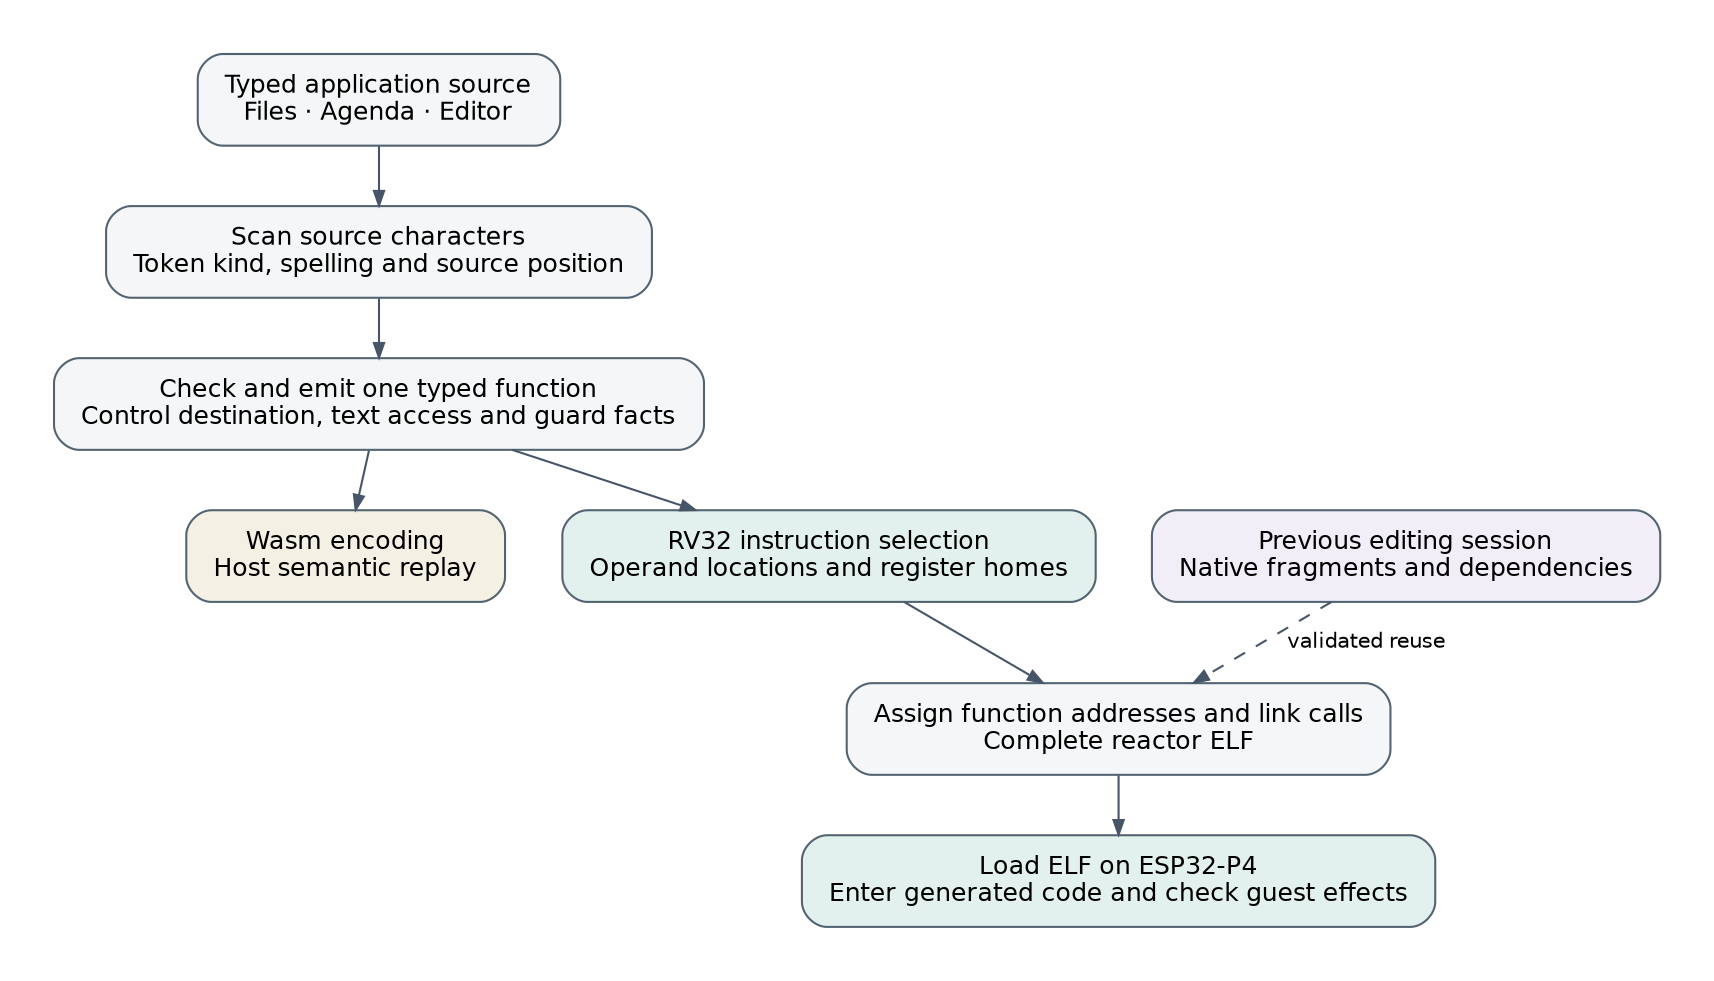 Typed application source
Files · Agenda · Editor
Scan source characters
Token kind, spelling and source position
Check and emit one typed function
Control destination, text access and guard facts
Wasm encoding
Host semantic replay
RV32 instruction selection
Operand locations and register homes
Previous editing session
Native fragments and dependencies
validated reuse
Assign function addresses and link calls
Complete reactor ELF
Load ELF on ESP32-P4
Enter generated code and check guest effects